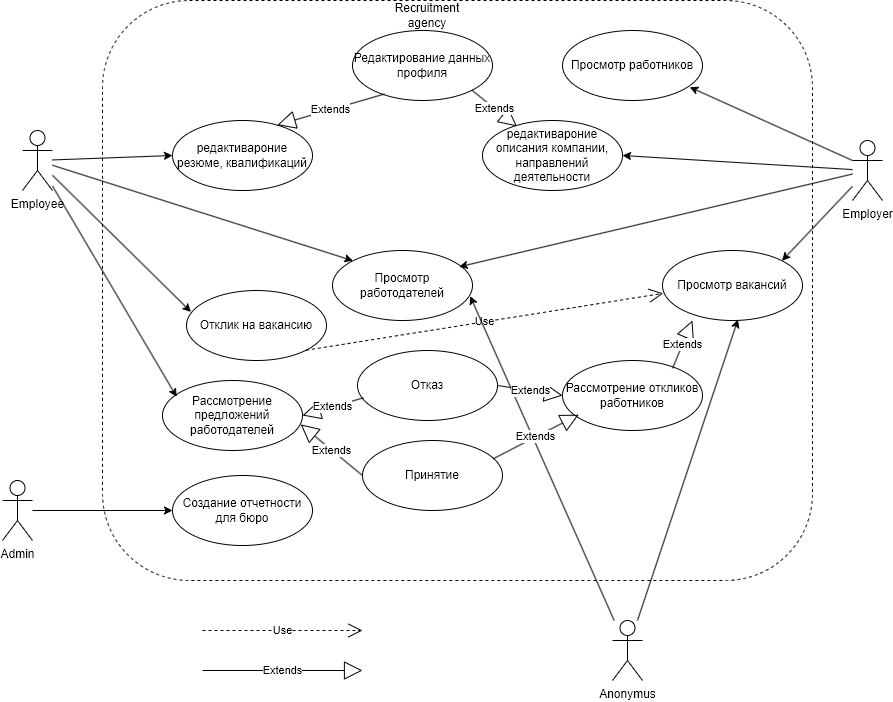 Recruitment
agency
Редактирование данных
профиля
Просмотр работников
Extends
Extends
редактивароние
резюме, квалификаций
редактивароние
описания компании,
направлений
деятельности
Employee
Employer
Просмотр
работодателей
Просмотр вакансий
Отклик на вакансию
Use
Extends
Рассмотрение
предложений
работодателей
Отказ
Extends
Extends
Рассмотрение откликов
работников
Extends
Extends
Принятие
Создание отчетности
для бюро
Admin
Use
Extends
Anonymus